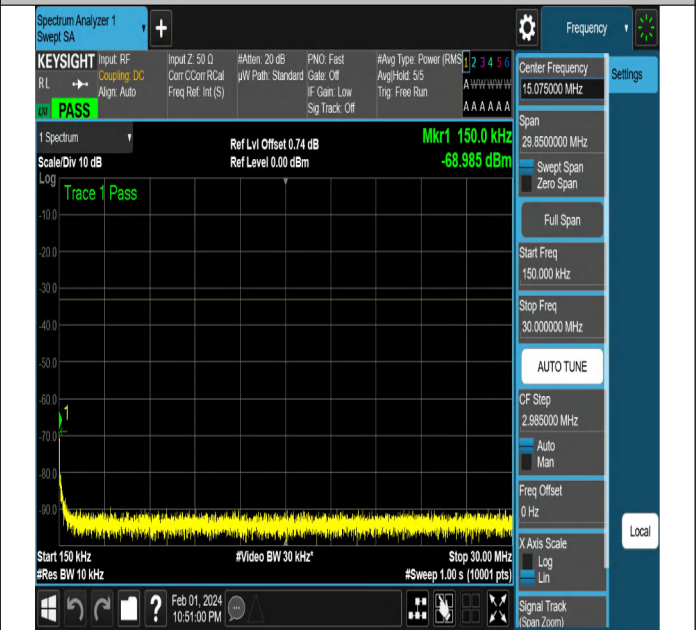 Spectrum Analyzer 1
Swept SA
+
Frequency
KEYSIGHT
RL
Input: RF
Coupling: DC
Align: Auto
Input Z: 50 Ω
Corr CCorr RCal
Freq Ref: Int (S)
#Atten: 20 dB
µW Path: Standard
PNO: Fast
Gate: Off
IF Gain: Low
Sig Track: Off
#Avg Type: Power (RMS
Avg|Hold: 5/5
Trig: Free Run
1 2 3 4 5 6
A W W W W W
A A A A A A
PASS
1 Spectrum
Scale/Div 10 dB
Ref Lvl Offset 0.74 dB
Ref Level 0.00 dBm
Mkr1 150.0 kHz
-68.985 dBm
Log
Trace 1 Pass
-10.0
-20.0
-30.0
-40.0
-50.0
-60.0
1
-70.0
-80.0
-90.0
Start 150 kHz
#Video BW 30 kHz*
Stop 30.00 MHz
#Res BW 10 kHz
#Sweep 1.00 s (10001 pts)
Feb 01, 2024
10:51:00 PM
?
Center Frequency
15.075000 MHz
Settings
Span
29.8500000 MHz
Swept Span
Zero Span
Full Span
Start Freq
150.000 kHz
Stop Freq
30.000000 MHz
AUTO TUNE
CF Step
2.985000 MHz
Auto
Man
Freq Offset
0 Hz
Local
X Axis Scale
Log
Lin
Signal Track
(Span Zoom)